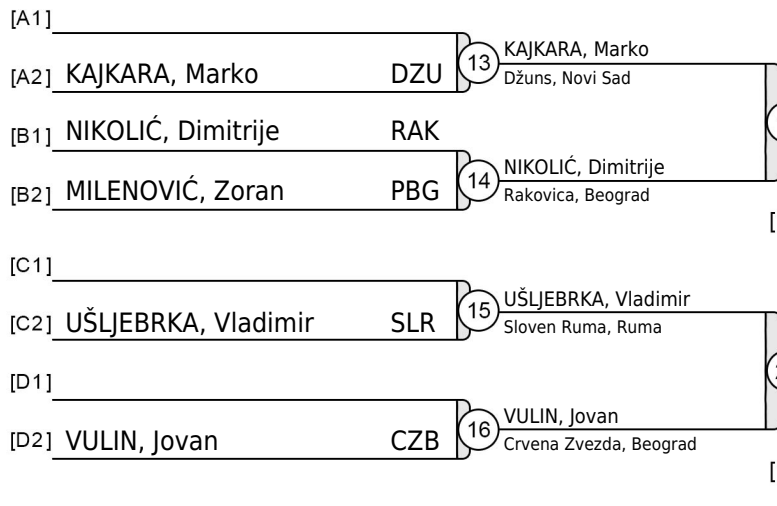 [A1]
[A2] KAJKARA, Marko DZU
13
KAJKARA, Marko
Džuns, Novi Sad
[B1] NIKOLIĆ, Dimitrije RAK
[B2] MILENOVIĆ, Zoran PBG
14
NIKOLIĆ, Dimitrije
Rakovica, Beograd
[
[C1]
[C2] UŠLJEBRKA, Vladimir SLR
15
UŠLJEBRKA, Vladimir
Sloven Ruma, Ruma
[D1]
[D2] VULIN, Jovan CZB
16
VULIN, Jovan
Crvena Zvezda, Beograd
[